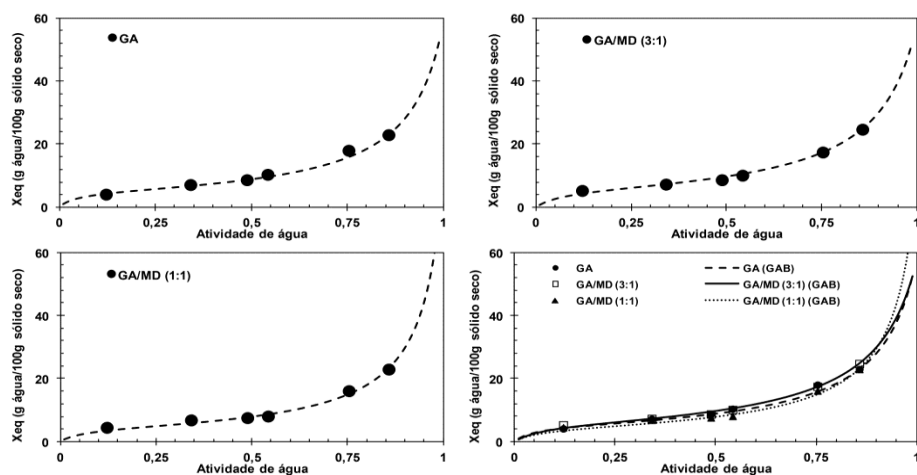 60
40
20
0
Xeq (g água/100g sólido seco)
GA
0 0,25 0,5 0,75 1
Atividade de água
60
40
20
0
Xeq (g água/100g sólido seco)
GA/MD (3:1)
0 0,25 0,5 0,75 1
Atividade de água
60
40
20
0
Xeq (g água/100g sólido seco)
GA/MD (1:1)
0 0,25 0,5 0,75 1
Atividade de água
60
40
20
0
Xeq (g água/100g sólido seco)
GA GA (GAB)
GA/MD (3:1) GA/MD (3:1) (GAB)
GA/MD (1:1) GA/MD (1:1) (GAB)
0 0,25 0,5 0,75 1
Atividade de água